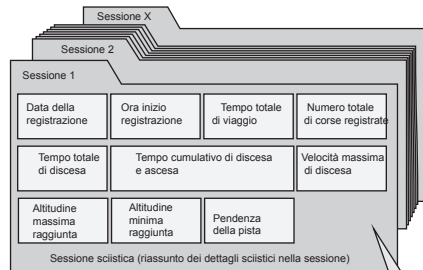 Sessione X
Sessione 2
Sessione 1
Data della
registrazione
Ora inizio
registrazione
Tempo totale
di viaggio
Numero totale
di corse registrate
Tempo totale
di discesa
Tempo cumulativo di discesa
e ascesa
Velocità massima
di discesa
Altitudine
massima
raggiunta
Altitudine
minima
raggiunta
Pendenza
della pista
Sessione sciistica (riassunto dei dettagli sciistici nella sessione)